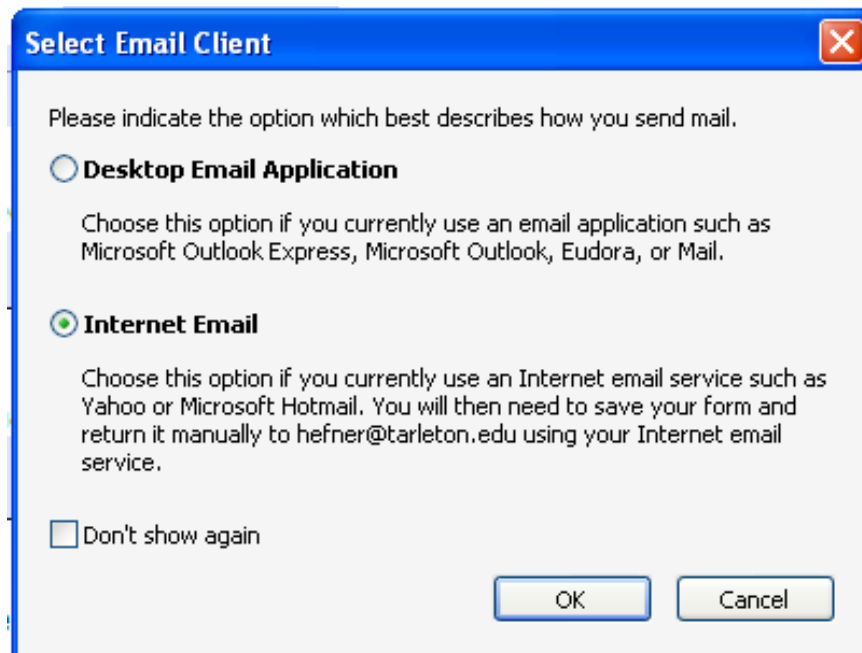 Select Email Client
Please indicate the option which best describes how you send mail.
Desktop Email Application
Choose this option if you currently use an email application such as
Microsoft Outlook Express, Microsoft Outlook, Eudora, or Mail.
Internet Email
Choose this option if you currently use an Internet email service such as
Yahoo or Microsoft Hotmail. You will then need to save your form and
return it manually to hefner@tarleton.edu using your Internet email
service.
Don't show again
OK Cancel